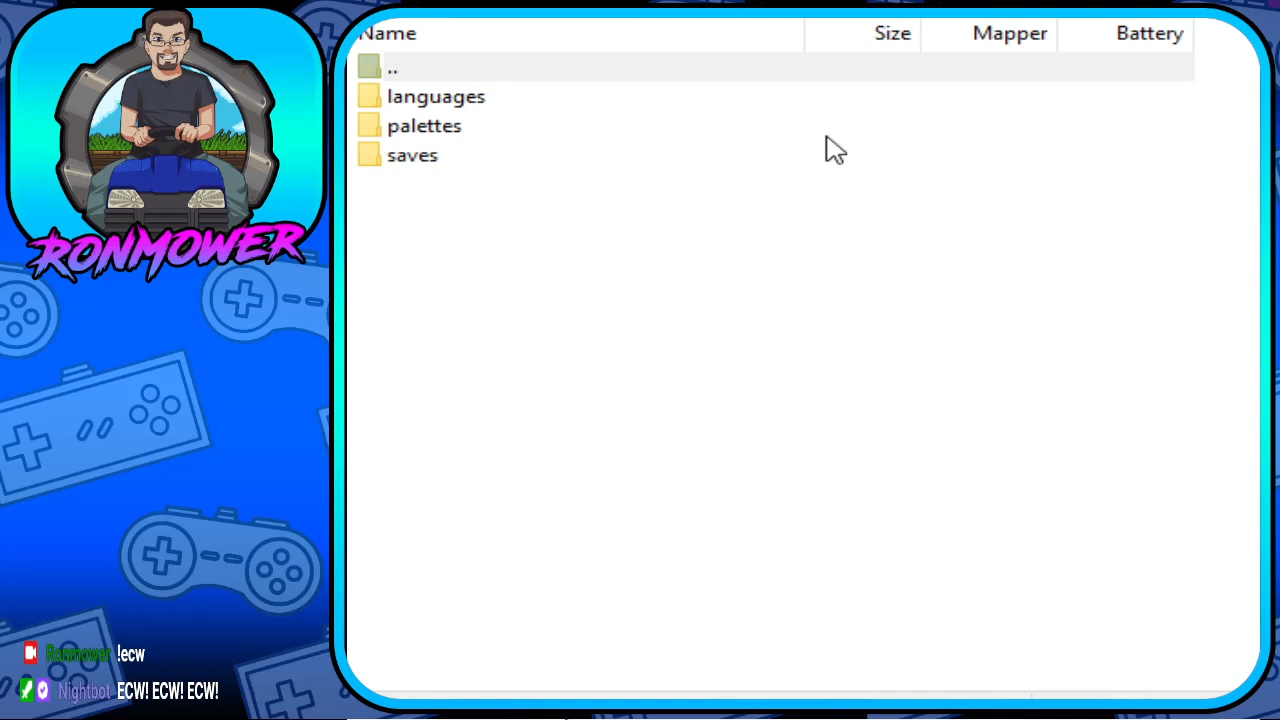 Name Size Mapper Battery
..
languages
palettes
saves
RONMOWER
Ronmower !ecw
Nightbot ECW! ECW! ECW!